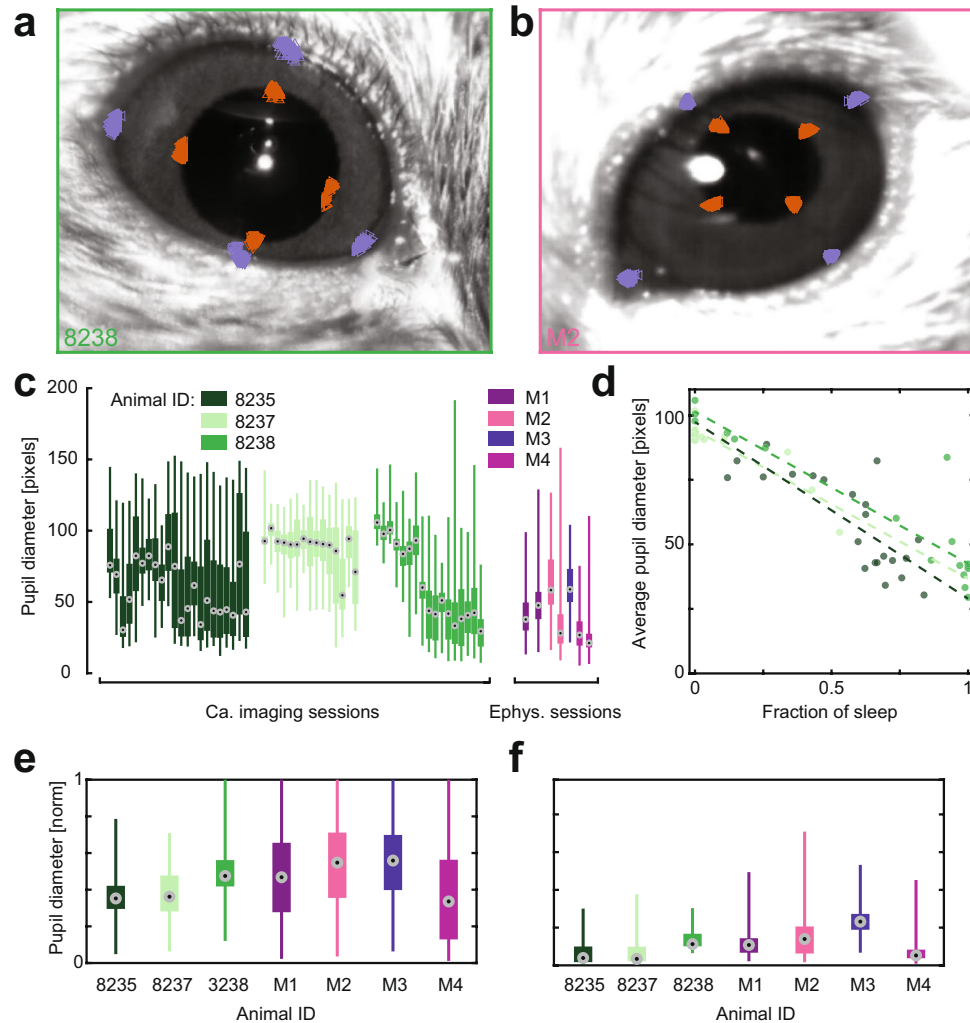 a
b
8238
M2
c
d
Pupil diameter [pixels]
200
150
100
50
0
Animal ID:
8235
8237
8238
M1
M2
M3
M4
Ca. imaging sessions
Ephys. sessions
Average pupil diameter [pixels]
100
50
0
0
0.5
1
Fraction of sleep
e
f
Pupil diameter [norm]
1
0
8235 8237 3238 M1 M2 M3 M4
Animal ID
8235 8237 8238 M1 M2 M3 M4
Animal ID